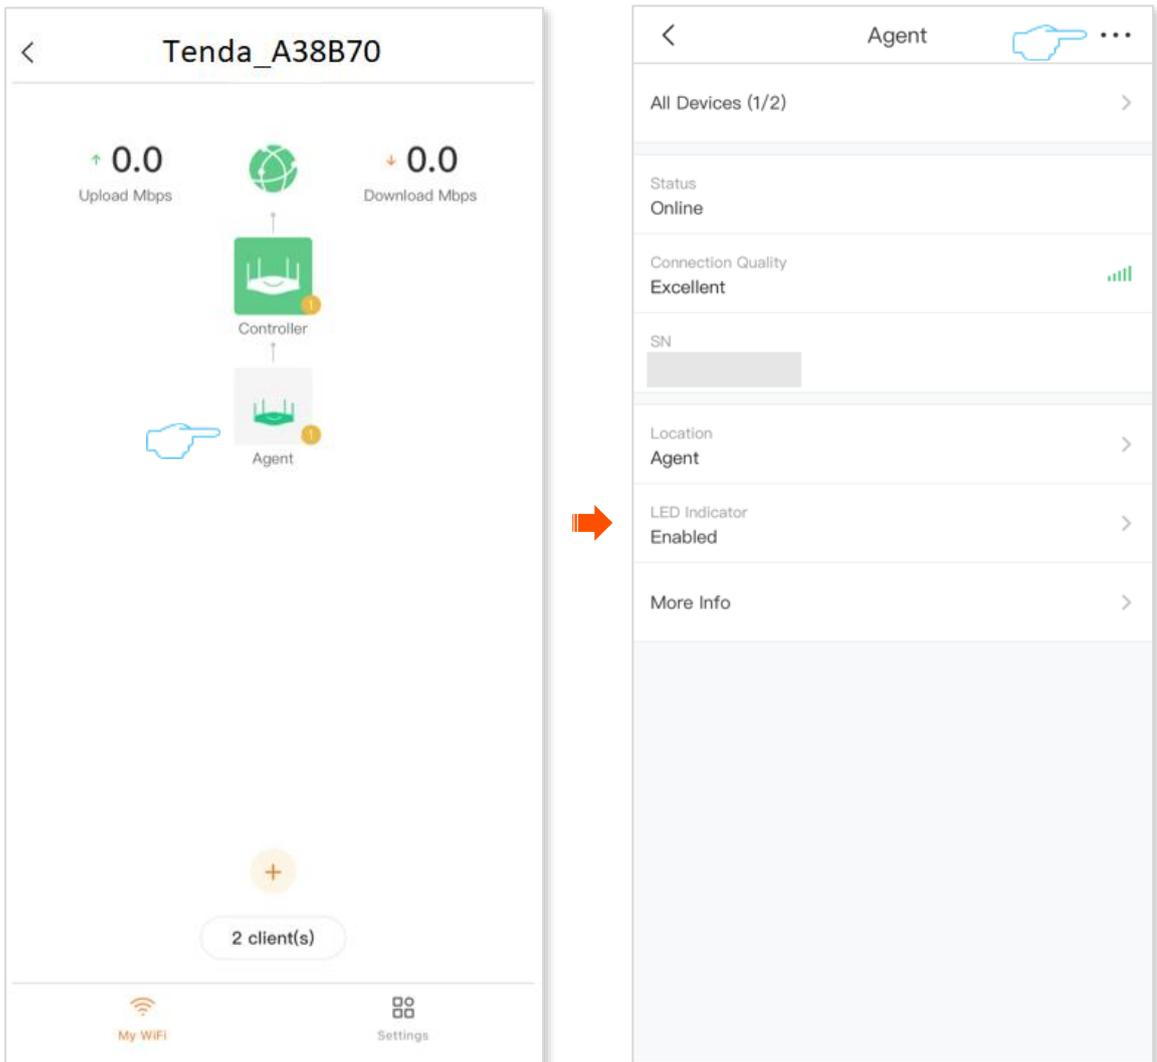 Tenda_A38B70
0.0
Upload Mbps
0.0
Download Mbps
1
Controller
1
Agent
2 client(s)
My WiFi
Settings
Agent
All Devices (1/2)
Status
Online
Connection Quality
Excellent
SN
Location
Agent
LED Indicator
Enabled
More Info